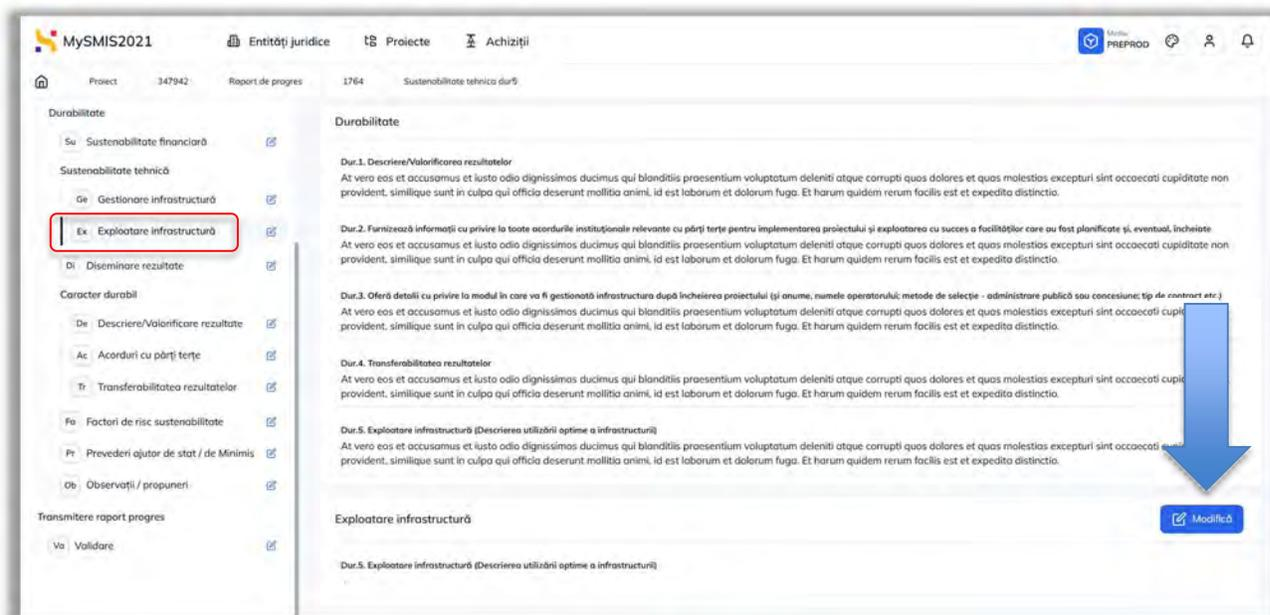 MySMIS2021
Entități juridice
Proiecte
Achiziții
Mediu
PREPROD
Proiect 347942 Raport de progres 1764 Sustenabilitate tehnica dur5
Durabilitate
Su Sustenabilitate financiară
Sustenabilitate tehnică
Ge Gestionare infrastructură
Ex Exploatare infrastructură
Di Diseminare rezultate
Caracter durabil
De Descriere/Valorificare rezultate
Ac Acorduri cu părți terțe
Tr Transferabilitatea rezultatelor
Fa Factori de risc sustenabilitate
Pr Prevederi ajutor de stat / de Minimis
Ob Observații / propuneri
Transmitere raport progres
Va Validare
Durabilitate
Dur.1. Descriere/Valorificarea rezultatelor
At vero eos et accusamus et iusto odio dignissimos ducimus qui blanditiis praesentium voluptatum deleniti atque corrupti quos dolores et quas molestias excepturi sint occaecati cupiditate non
provident, similique sunt in culpa qui officia deserunt mollitia animi, id est laborum et dolorum fuga. Et harum quidem rerum facilis est et expedita distinctio.
Dur.2. Furnizează informații cu privire la toate acordurile instituționale relevante cu părți terțe pentru implementarea proiectului și exploatarea cu succes a facilităților care au fost planificate și, eventual, încheiate
At vero eos et accusamus et iusto odio dignissimos ducimus qui blanditiis praesentium voluptatum deleniti atque corrupti quos dolores et quas molestias excepturi sint occaecati cupiditate non
provident, similique sunt in culpa qui officia deserunt mollitia animi, id est laborum et dolorum fuga. Et harum quidem rerum facilis est et expedita distinctio.
Dur.3. Oferă detalii cu privire la modul în care va fi gestionată infrastructura după încheierea proiectului (și anume, numele operatorului; metode de selecție - administrare publică sau concesiune; tip de contract etc.)
At vero eos et accusamus et iusto odio dignissimos ducimus qui blanditiis praesentium voluptatum deleniti atque corrupti quos dolores et quas molestias excepturi sint occaecati
provident, similique sunt in culpa qui officia deserunt mollitia animi, id est laborum et dolorum fuga. Et harum quidem rerum facilis est et expedita distinctio.
Dur.4. Transferabilitatea rezultatelor
At vero eos et accusamus et iusto odio dignissimos ducimus qui blanditiis praesentium voluptatum deleniti atque corrupti quos dolores et quas molestias excepturi sint occaecati
provident, similique sunt in culpa qui officia deserunt mollitia animi, id est laborum et dolorum fuga. Et harum quidem rerum facilis est et expedita distinctio.
Dur.5. Exploatare infrastructură (Descrierea utilizării optime a infrastructurii)
At vero eos et accusamus et iusto odio dignissimos ducimus qui blanditiis praesentium voluptatum deleniti atque corrupti quos dolores et quas molestias excepturi sint occaecati
provident, similique sunt in culpa qui officia deserunt mollitia animi, id est laborum et dolorum fuga. Et harum quidem rerum facilis est et expedita distinctio.
Exploatare infrastructură
Modifică
Dur.5. Exploatare infrastructură (Descrierea utilizării optime a infrastructurii)